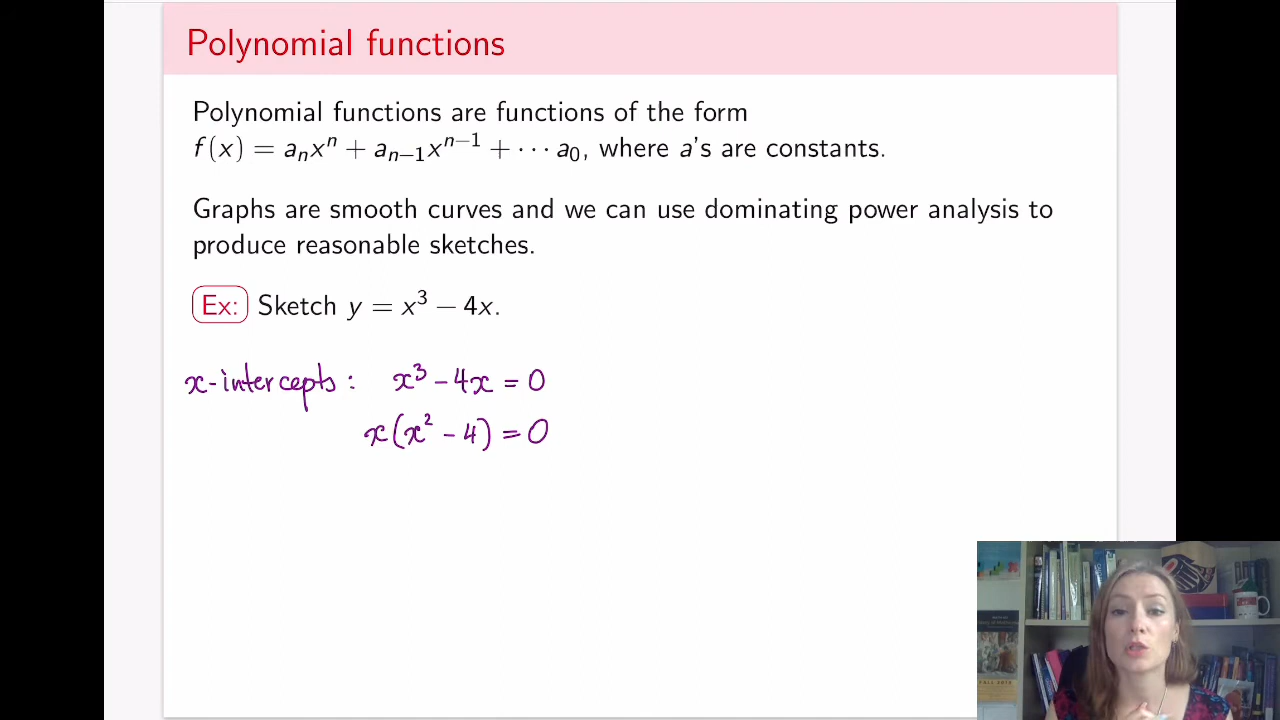 Polynomial functions
Polynomial functions are functions of the form
f(x) = aₙxⁿ + aₙ₋₁xⁿ⁻¹ + ⋯ a₀, where a's are constants.
Graphs are smooth curves and we can use dominating power analysis to
produce reasonable sketches.
Ex: Sketch y = x³ − 4x.
x-intercepts: x³ − 4x = 0
x(x² − 4) = 0